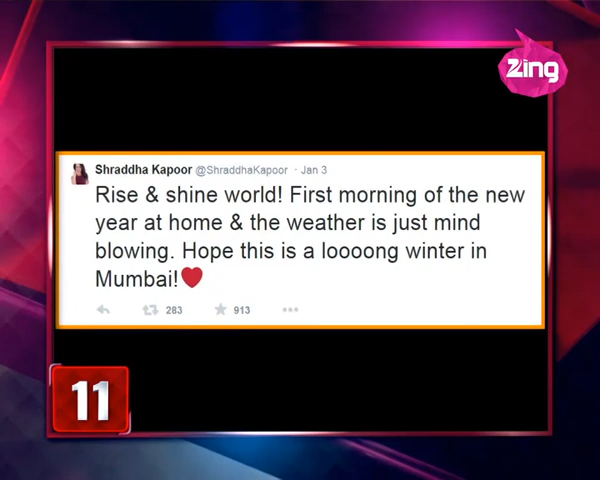 Zing
Shraddha Kapoor @ShraddhaKapoor · Jan 3
Rise & shine world! First morning of the new
year at home & the weather is just mind
blowing. Hope this is a loooong winter in
Mumbai!❤
283 913
11